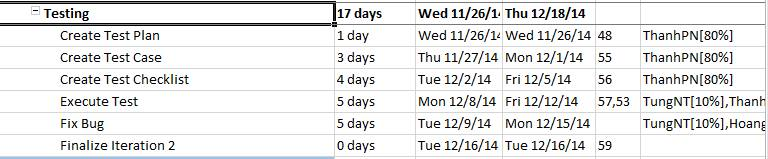 Testing 17 days Wed 11/26/14 Thu 12/18/14
Create Test Plan 1 day Wed 11/26/14 Wed 11/26/14 48 ThanhPN[80%]
Create Test Case 3 days Thu 11/27/14 Mon 12/1/14 55 ThanhPN[80%]
Create Test Checklist 4 days Tue 12/2/14 Fri 12/5/14 56 ThanhPN[80%]
Execute Test 5 days Mon 12/8/14 Fri 12/12/14 57,53 TungNT[10%],Thanh
Fix Bug 5 days Tue 12/9/14 Mon 12/15/14 TungNT[10%],Hoang
Finalize Iteration 2 0 days Tue 12/16/14 Tue 12/16/14 59